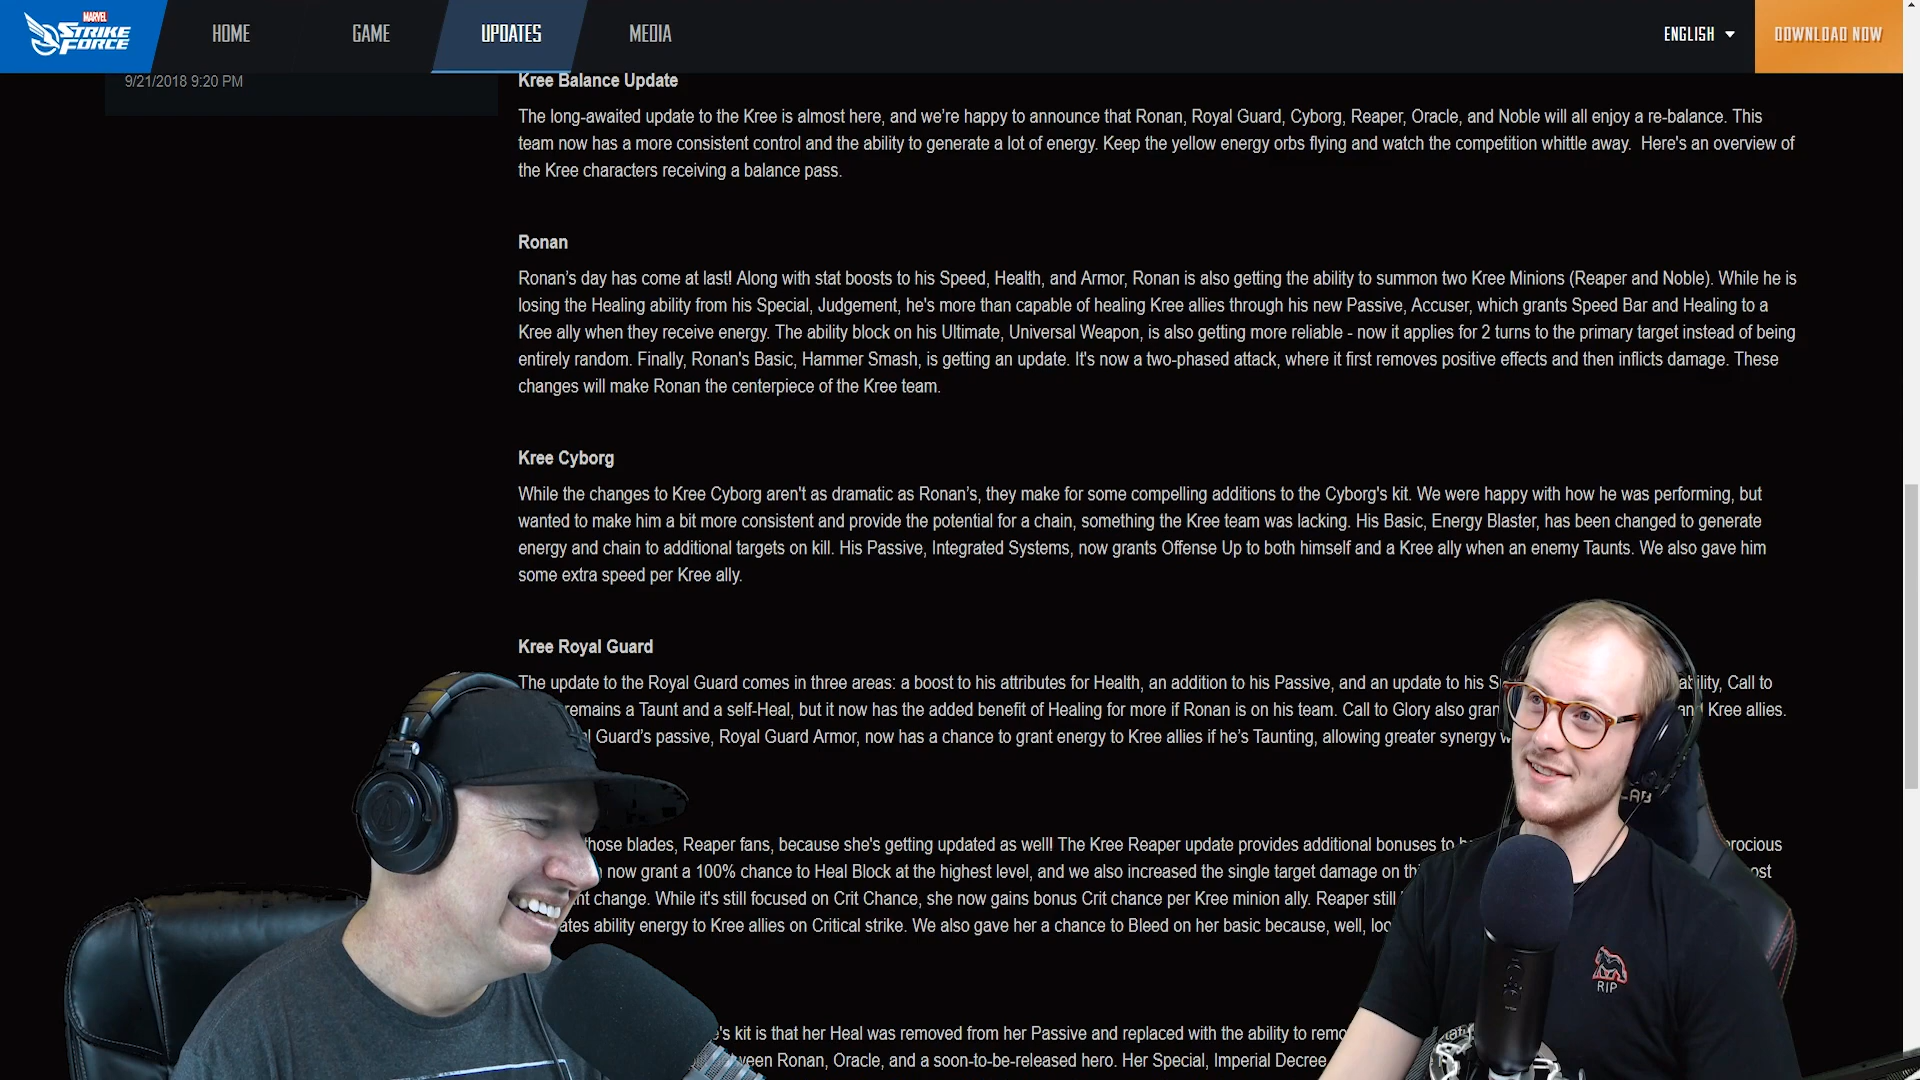 MARVEL
STRIKE
FORCE
HOME
GAME
UPDATES
MEDIA
ENGLISH
DOWNLOAD NOW
9/21/2018 9:20 PM
Kree Balance Update
The long-awaited update to the Kree is almost here, and we're happy to announce that Ronan, Royal Guard, Cyborg, Reaper, Oracle, and Noble will all enjoy a re-balance. This
team now has a more consistent control and the ability to generate a lot of energy. Keep the yellow energy orbs flying and watch the competition whittle away.  Here's an overview of
the Kree characters receiving a balance pass.
Ronan
Ronan’s day has come at last! Along with stat boosts to his Speed, Health, and Armor, Ronan is also getting the ability to summon two Kree Minions (Reaper and Noble). While he is
losing the Healing ability from his Special, Judgement, he's more than capable of healing Kree allies through his new Passive, Accuser, which grants Speed Bar and Healing to a
Kree ally when they receive energy. The ability block on his Ultimate, Universal Weapon, is also getting more reliable - now it applies for 2 turns to the primary target instead of being
entirely random. Finally, Ronan's Basic, Hammer Smash, is getting an update. It's now a two-phased attack, where it first removes positive effects and then inflicts damage. These
changes will make Ronan the centerpiece of the Kree team.
Kree Cyborg
While the changes to Kree Cyborg aren't as dramatic as Ronan’s, they make for some compelling additions to the Cyborg's kit. We were happy with how he was performing, but
wanted to make him a bit more consistent and provide the potential for a chain, something the Kree team was lacking. His Basic, Energy Blaster, has been changed to generate
energy and chain to additional targets on kill. His Passive, Integrated Systems, now grants Offense Up to both himself and a Kree ally when an enemy Taunts. We also gave him
some extra speed per Kree ally.
Kree Royal Guard
The update to the Royal Guard comes in three areas: a boost to his attributes for Health, an addition to his Passive, and an update to his S ability, Call to
remains a Taunt and a self-Heal, but it now has the added benefit of Healing for more if Ronan is on his team. Call to Glory also gran and Kree allies.
l Guard’s passive, Royal Guard Armor, now has a chance to grant energy to Kree allies if he’s Taunting, allowing greater synergy w
those blades, Reaper fans, because she's getting updated as well! The Kree Reaper update provides additional bonuses to erocious
now grant a 100% chance to Heal Block at the highest level, and we also increased the single target damage on thi ost
nt change. While it's still focused on Crit Chance, she now gains bonus Crit chance per Kree minion ally. Reaper still
ates ability energy to Kree allies on Critical strike. We also gave her a chance to Bleed on her basic because, well, loo
's kit is that her Heal was removed from her Passive and replaced with the ability to remo
ween Ronan, Oracle, and a soon-to-be-released hero. Her Special, Imperial Decree
RIP